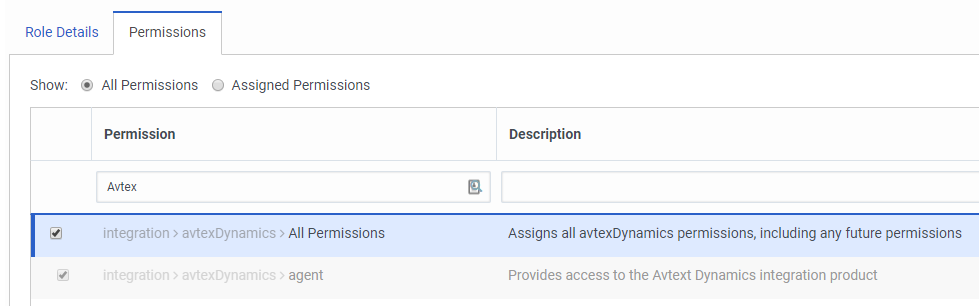 Role Details Permissions
Show: All Permissions Assigned Permissions
Permission Description
Avtex
integration > avtexDynamics > All Permissions Assigns all avtexDynamics permissions, including any future permissions
integration > avtexDynamics > agent Provides access to the Avtext Dynamics integration product